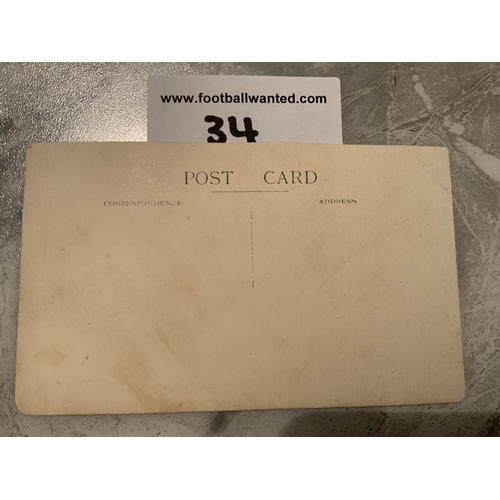 www.footballwanted.com
34
POST CARD
CORRESPONDENCE ADDRESS